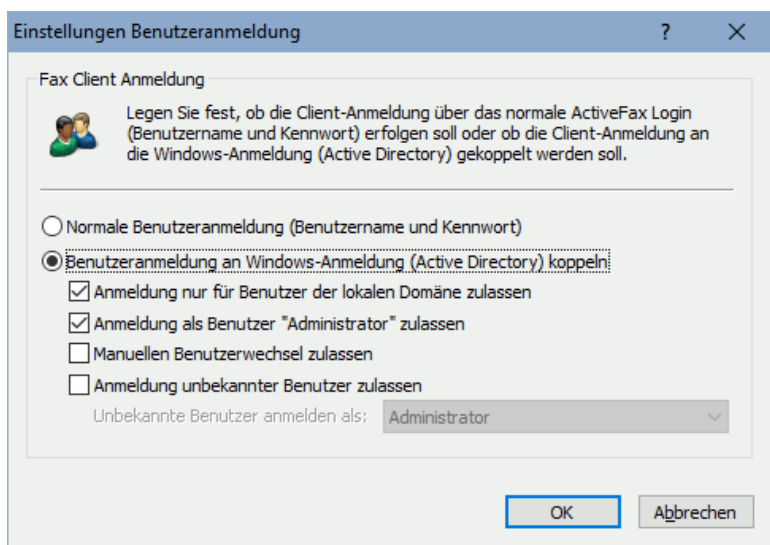 Einstellungen Benutzeranmeldung ?
Fax Client Anmeldung
Legen Sie fest, ob die Client-Anmeldung über das normale ActiveFax Login
(Benutzername und Kennwort) erfolgen soll oder ob die Client-Anmeldung an
die Windows-Anmeldung (Active Directory) gekoppelt werden soll.
Normale Benutzeranmeldung (Benutzername und Kennwort)
Benutzeranmeldung an Windows-Anmeldung (Active Directory) koppeln
Anmeldung nur für Benutzer der lokalen Domäne zulassen
Anmeldung als Benutzer "Administrator" zulassen
Manuellen Benutzerwechsel zulassen
Anmeldung unbekannter Benutzer zulassen
Unbekannte Benutzer anmelden als: Administrator
OK Abbrechen